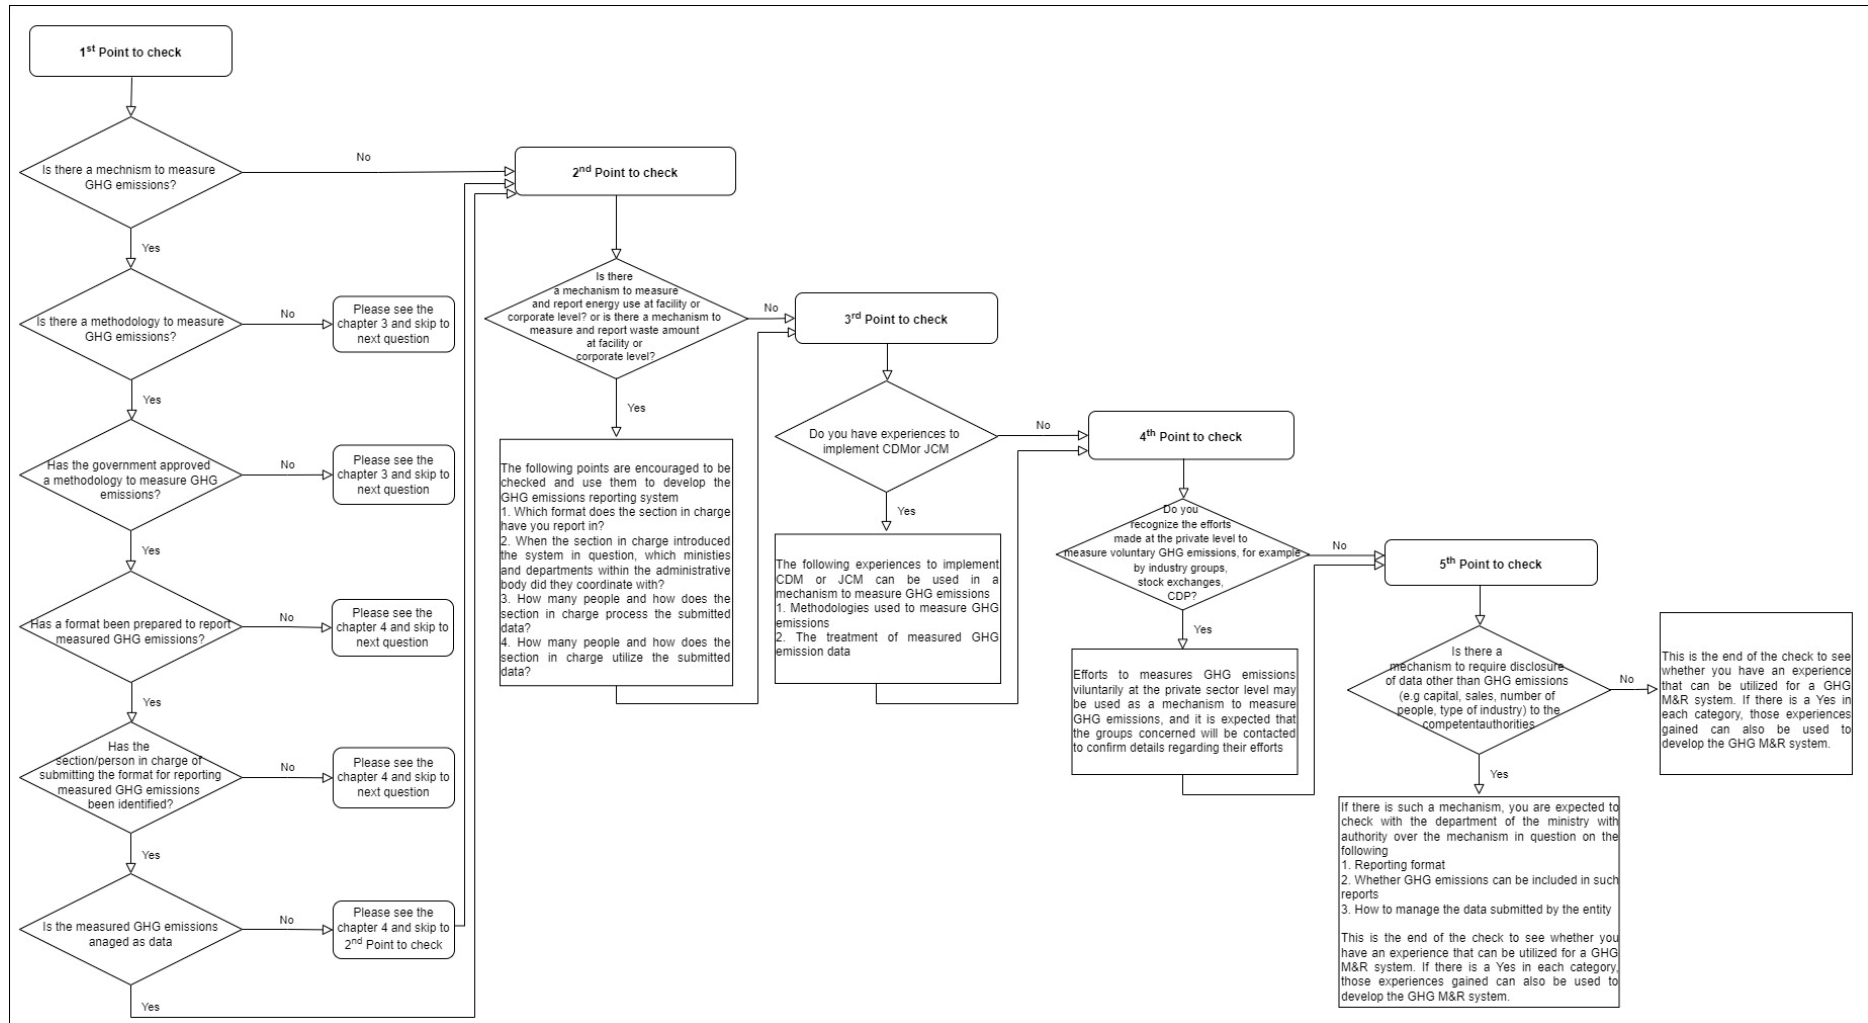 1st Point to check
Is there a mechnism to measure
GHG emissions?
No
Yes
Is there a methodology to measure
GHG emissions?
No
Please see the
chapter 3 and skip to
next question
Yes
Has the government approved
a methodology to measure GHG
emissions?
No
Please see the
chapter 3 and skip to
next question
Yes
Has a format been prepared to report
measured GHG emissions?
No
Please see the
chapter 4 and skip to
next question
Yes
Has the
section/person in charge of
submitting the format for reporting
measured GHG emissions
been identified?
No
Please see the
chapter 4 and skip to
next question
Yes
Is the measured GHG emissions
anaged as data
No
Please see the
chapter 4 and skip to
2nd Point to check
Yes
2nd Point to check
Is there
a mechanism to measure
and report energy use at facility or
corporate level? or is there a mechanism to
measure and report waste amount
at facility or
corporate level?
No
Yes
The following points are encouraged to be
checked and use them to develop the
GHG emissions reporting system
1. Which format does the section in charge
have you report in?
2. When the section in charge introduced
the system in question, which ministies
and departments within the administrative
body did they coordinate with?
3. How many people and how does the
section in charge process the submitted
data?
4. How many people and how does the
section in charge utilize the submitted
data?
3rd Point to check
Do you have experiences to
implement CDMor JCM
No
Yes
The following experiences to implement
CDM or JCM can be used in a
mechanism to measure GHG emissions
1. Methodologies used to measure GHG
emissions
2. The treatment of measured GHG
emission data
4th Point to check
Do you
recognize the efforts
made at the private level to
measure voluntary GHG emissions, for example
by industry groups,
stock exchanges,
CDP?
No
Yes
Efforts to measures GHG emissions
viluntarily at the private sector level may
be used as a mechanism to measure
GHG emissions, and it is expected that
the groups concerned will be contacted
to confirm details regarding their efforts
5th Point to check
Is there a
mechanism to require disclosure
of data other than GHG emissions
(e.g capital, sales, number of
people, type of industry) to the
competentauthorities
No
Yes
This is the end of the check to see
whether you have an experience
that can be utilized for a GHG
M&R system. If there is a Yes in
each category, those experiences
gained can also be used to
develop the GHG M&R system.
If there is such a mechanism, you are expected to
check with the department of the ministry with
authority over the mechanism in question on the
following
1. Reporting format
2. Whether GHG emissions can be included in such
reports
3. How to manage the data submitted by the entity
This is the end of the check to see whether you
have an experience that can be utilized for a GHG
M&R system. If there is a Yes in each category,
those experiences gained can also be used to
develop the GHG M&R system.